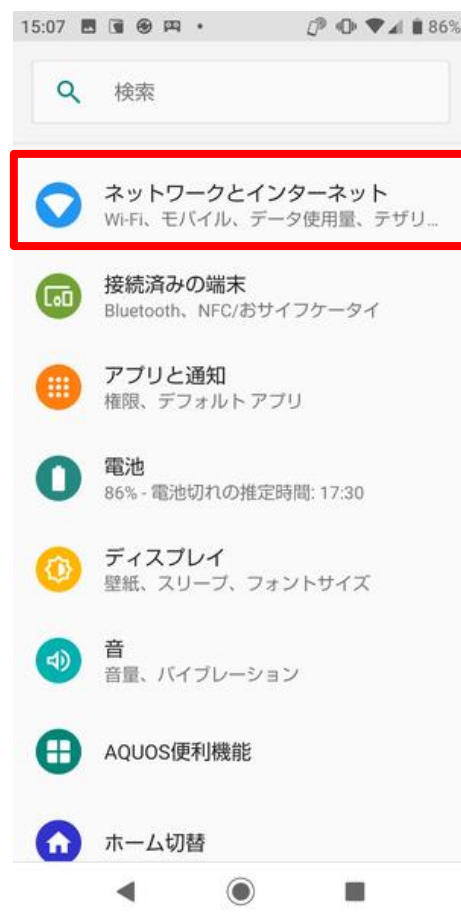 15:07
86%
検索
ネットワークとインターネット
Wi-Fi、モバイル、データ使用量、テザリ...
接続済みの端末
Bluetooth、NFC/おサイフケータイ
アプリと通知
権限、デフォルト アプリ
電池
86% - 電池切れの推定時間: 17:30
ディスプレイ
壁紙、スリープ、フォントサイズ
音
音量、バイブレーション
AQUOS便利機能
ホーム切替